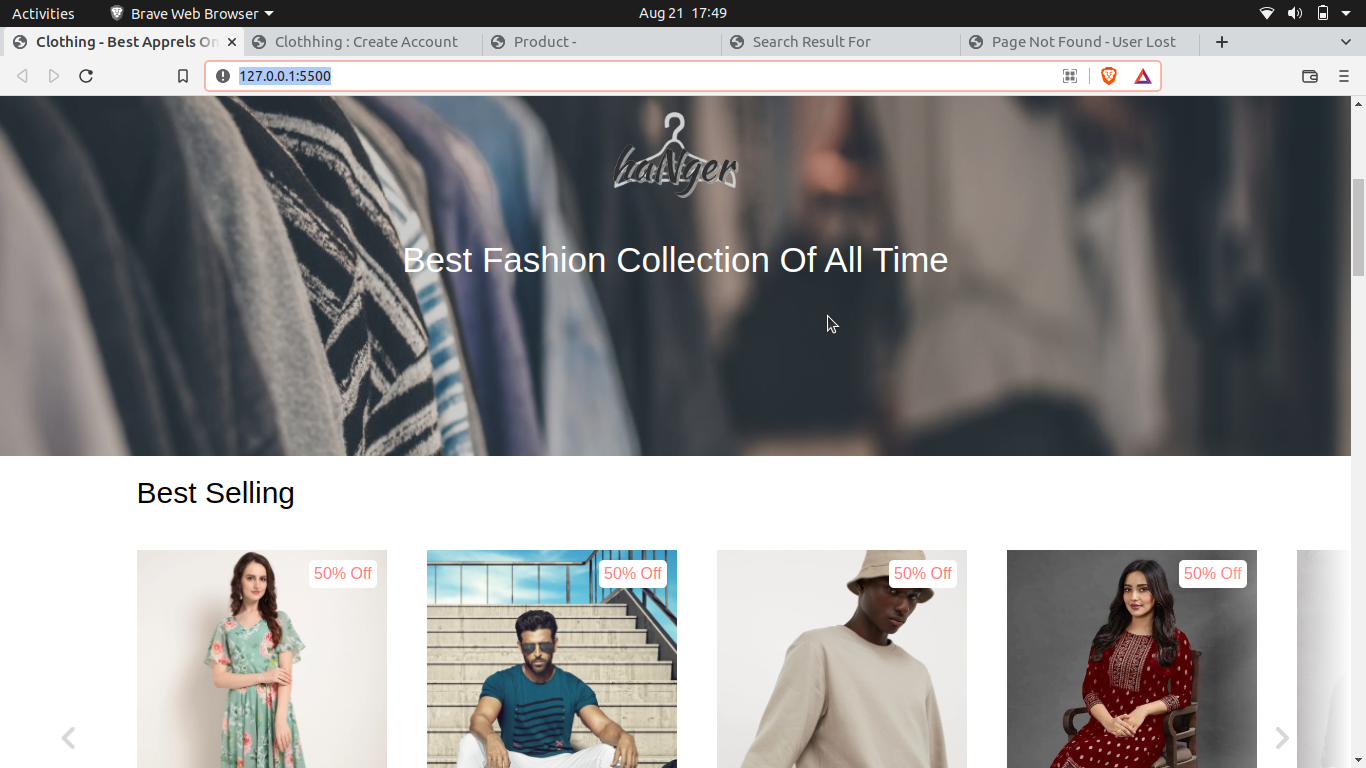 Activities Brave Web Browser Aug 21 17:49
Clothing - Best Apprels On Clothhing : Create Account Product - Search Result For Page Not Found - User Lost
127.0.0.1:5500
haNger
Best Fashion Collection Of All Time
Best Selling
50% Off 50% Off 50% Off 50% Off